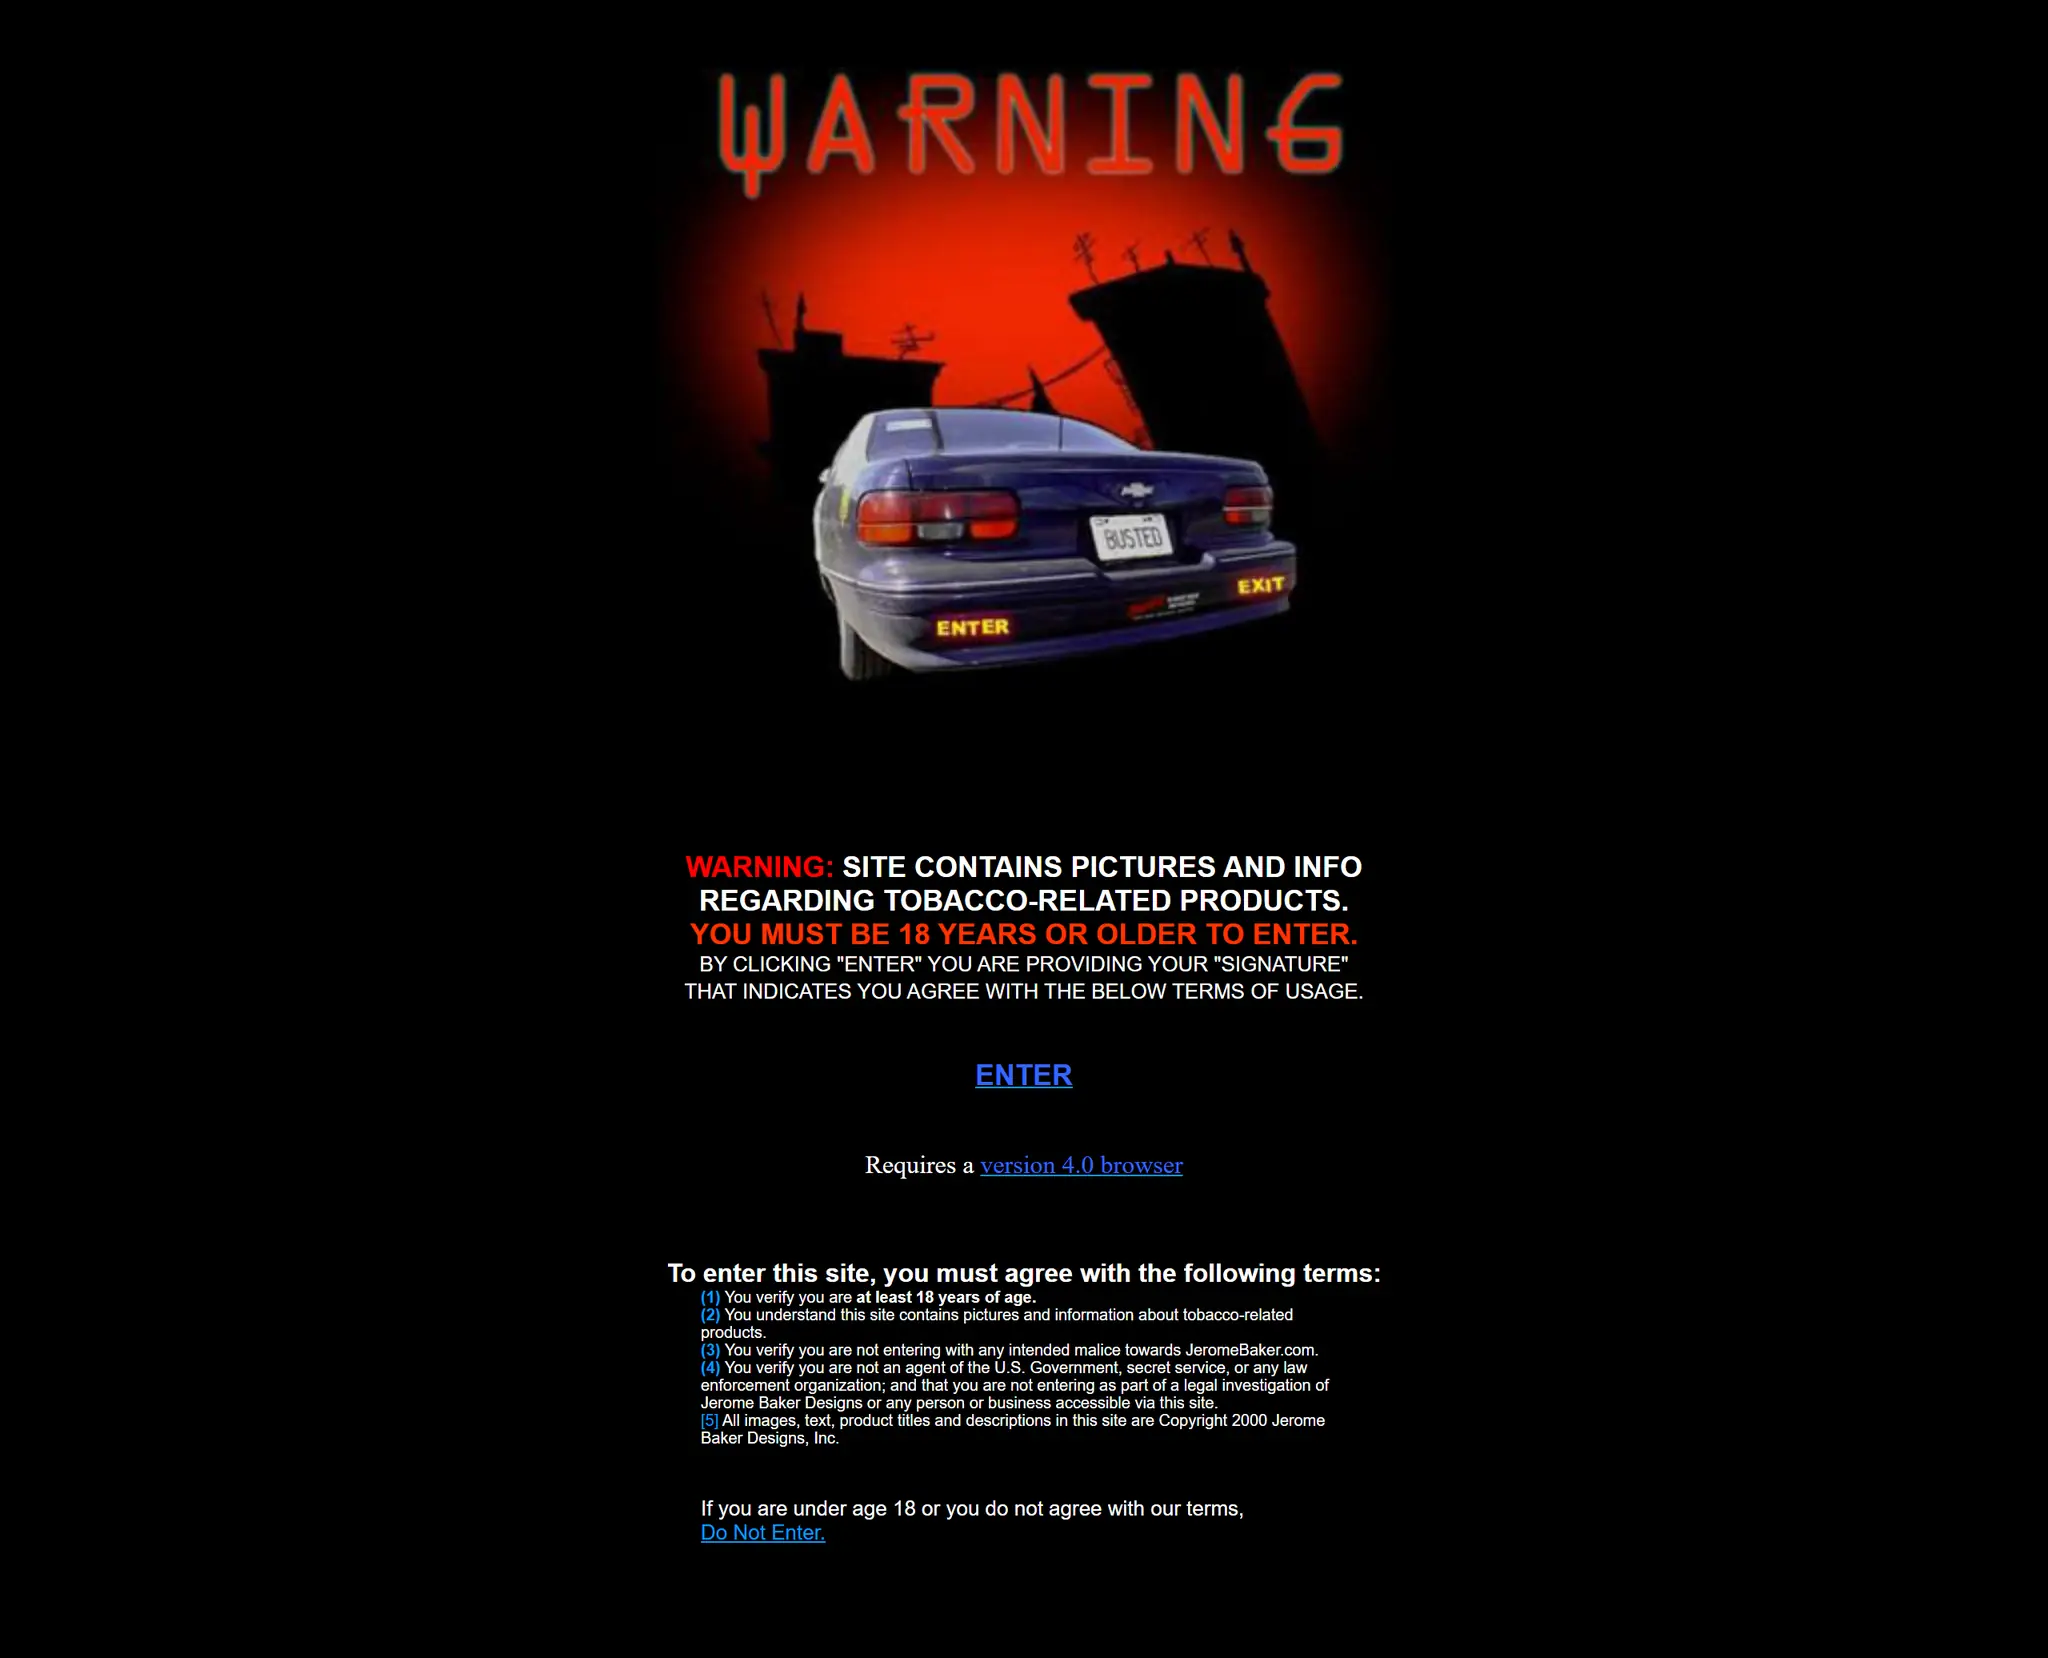 WARNING
BUSTED
EXIT
ENTER
WARNING: SITE CONTAINS PICTURES AND INFO
REGARDING TOBACCO-RELATED PRODUCTS.
YOU MUST BE 18 YEARS OR OLDER TO ENTER.
BY CLICKING "ENTER" YOU ARE PROVIDING YOUR "SIGNATURE"
THAT INDICATES YOU AGREE WITH THE BELOW TERMS OF USAGE.
ENTER
Requires a version 4.0 browser
To enter this site, you must agree with the following terms:
(1) You verify you are at least 18 years of age.
(2) You understand this site contains pictures and information about tobacco-related
products.
(3) You verify you are not entering with any intended malice towards JeromeBaker.com.
(4) You verify you are not an agent of the U.S. Government, secret service, or any law
enforcement organization; and that you are not entering as part of a legal investigation of
Jerome Baker Designs or any person or business accessible via this site.
[5] All images, text, product titles and descriptions in this site are Copyright 2000 Jerome
Baker Designs, Inc.
If you are under age 18 or you do not agree with our terms,
Do Not Enter.